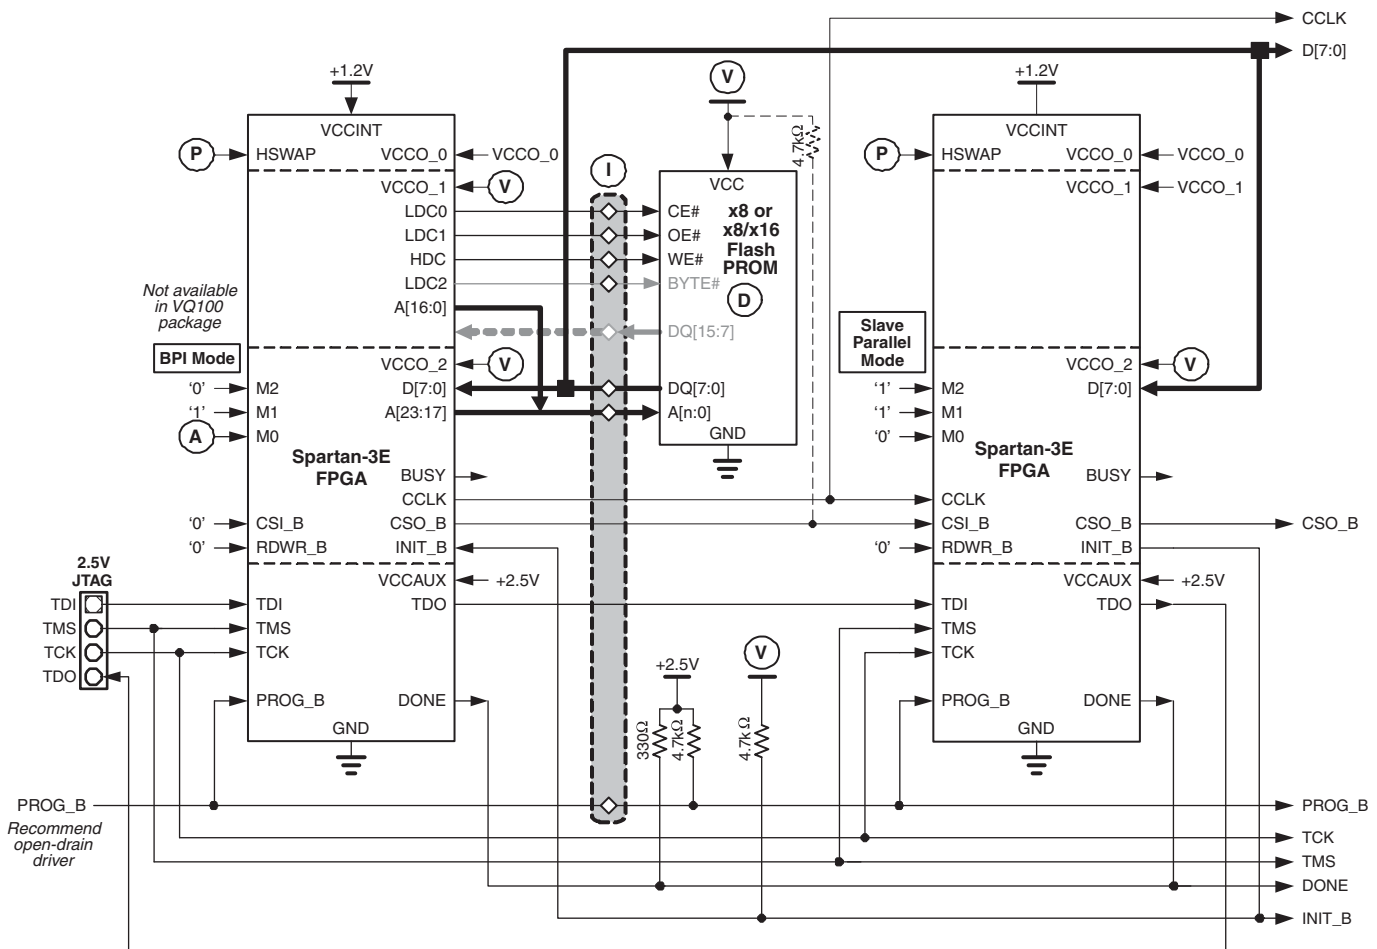 CCLK
D[7:0]
+1.2V
V
+1.2V
4.7kΩ
VCCINT
P
HSWAP
VCCO_0
VCCO_0
VCCO_1
V
I
LDC0
LDC1
HDC
LDC2
A[16:0]
Not available
in VQ100
package
BPI Mode
VCCO_2
V
'0'
M2
D[7:0]
'1'
M1
A[23:17]
A
M0
Spartan-3E
FPGA
BUSY
CCLK
'0'
CSI_B
CSO_B
'0'
RDWR_B
INIT_B
VCCAUX
+2.5V
2.5V
JTAG
TDI
TDI
TDO
TMS
TMS
TCK
TCK
TDO
PROG_B
DONE
GND
VCC
CE#
x8 or
x8/x16
Flash
PROM
OE#
WE#
BYTE#
D
DQ[15:7]
DQ[7:0]
A[n:0]
GND
+2.5V
V
330Ω
4.7kΩ
4.7kΩ
VCCINT
P
HSWAP
VCCO_0
VCCO_0
VCCO_1
VCCO_1
Slave
Parallel
Mode
VCCO_2
V
'1'
M2
D[7:0]
'1'
M1
'0'
M0
Spartan-3E
FPGA
BUSY
CCLK
CSI_B
CSO_B
CSO_B
'0'
RDWR_B
INIT_B
VCCAUX
+2.5V
TDI
TDO
TMS
TCK
PROG_B
DONE
GND
PROG_B
Recommend
open-drain
driver
PROG_B
TCK
TMS
DONE
INIT_B